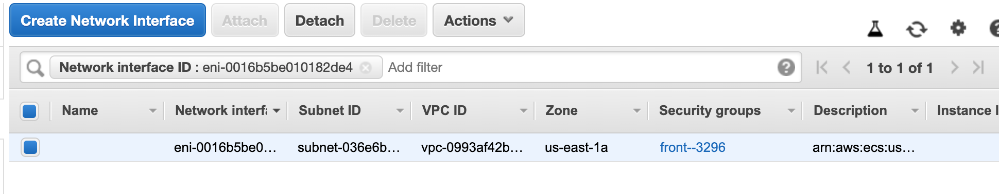 Create Network Interface Attach Detach Delete Actions
Network interface ID : eni-0016b5be010182de4 Add filter ? 1 to 1 of 1
Name Network interf Subnet ID VPC ID Zone Security groups Description Instance I
eni-0016b5be0... subnet-036e6b... vpc-0993af42b... us-east-1a front--3296 arn:aws:ecs:us...